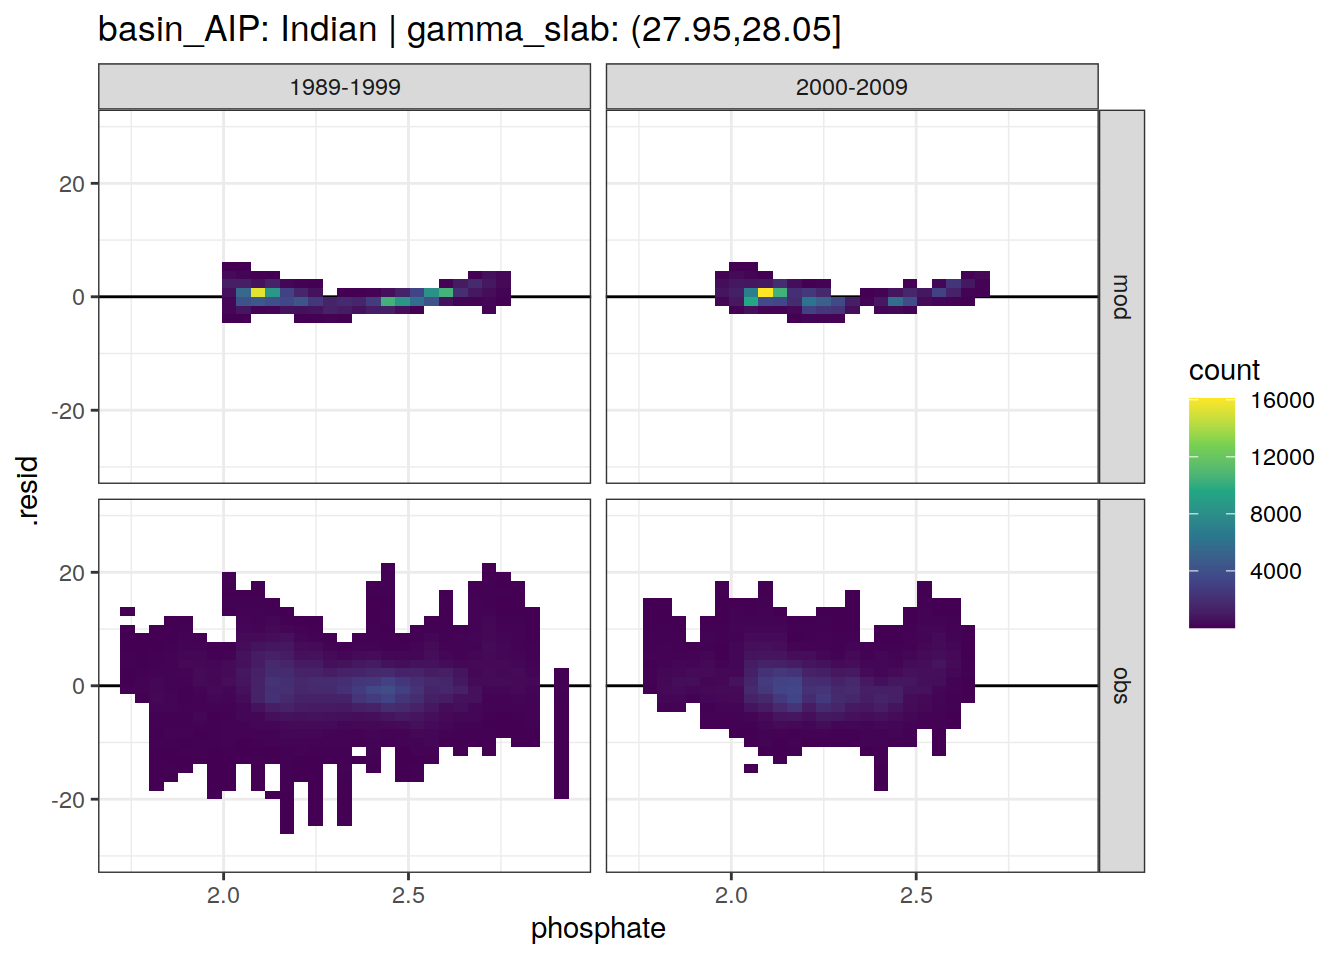 basin_AIP: Indian | gamma_slab: (27.95,28.05]
1989-1999
2000-2009
20
0
-20
mod
20
0
-20
obs
.resid
2.0
2.5
2.0
2.5
phosphate
count
16000
12000
8000
4000